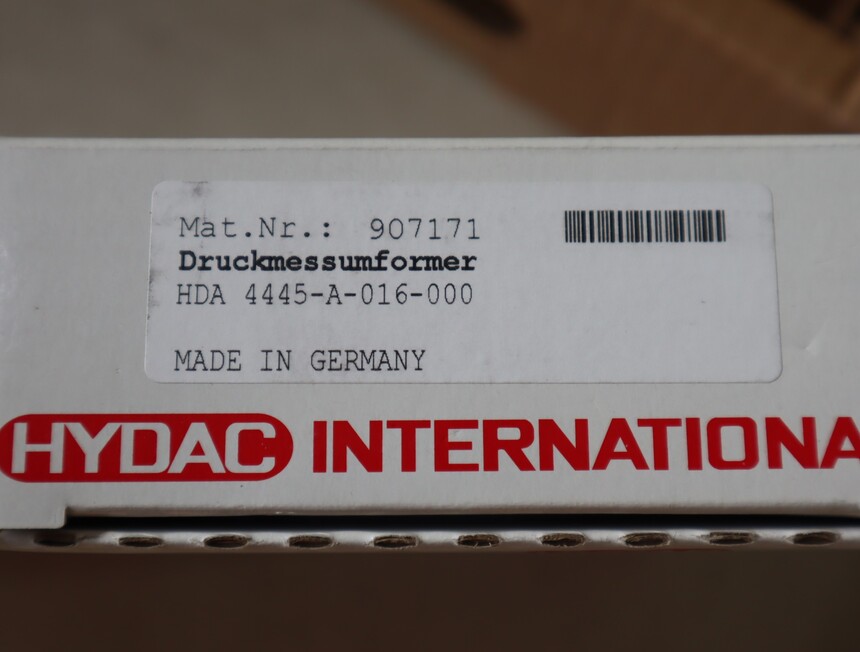 Mat.Nr.: 907171
Druckmessumformer
HDA 4445-A-016-000
MADE IN GERMANY
HYDAC INTERNATIONA